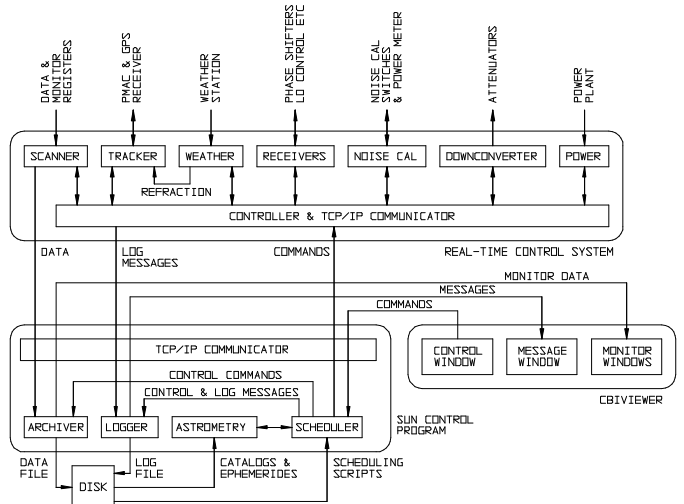 DATA &
MONITOR
REGISTERS
PMAC & GPS
RECEIVER
WEATHER
STATION
PHASE SHIFTERS
LO CONTROL ETC
NOISE CAL
SWITCHES
& POWER METER
ATTENUATORS
POWER
PLANT
SCANNER
TRACKER
WEATHER
RECEIVERS
NOISE CAL
DOWNCONVERTER
POWER
REFRACTION
CONTROLLER & TCP/IP COMMUNICATOR
DATA
LOG
MESSAGES
COMMANDS
REAL-TIME CONTROL SYSTEM
MONITOR DATA
MESSAGES
COMMANDS
TCP/IP COMMUNICATOR
CONTROL
WINDOW
MESSAGE
WINDOW
MONITOR
WINDOWS
CONTROL COMMANDS
CONTROL & LOG MESSAGES
CBIVIEWER
ARCHIVER
LOGGER
ASTROMETRY
SCHEDULER
SUN CONTROL
PROGRAM
DATA
FILE
LOG
FILE
CATALOGS &
EPHEMERIDES
SCHEDULING
SCRIPTS
DISK